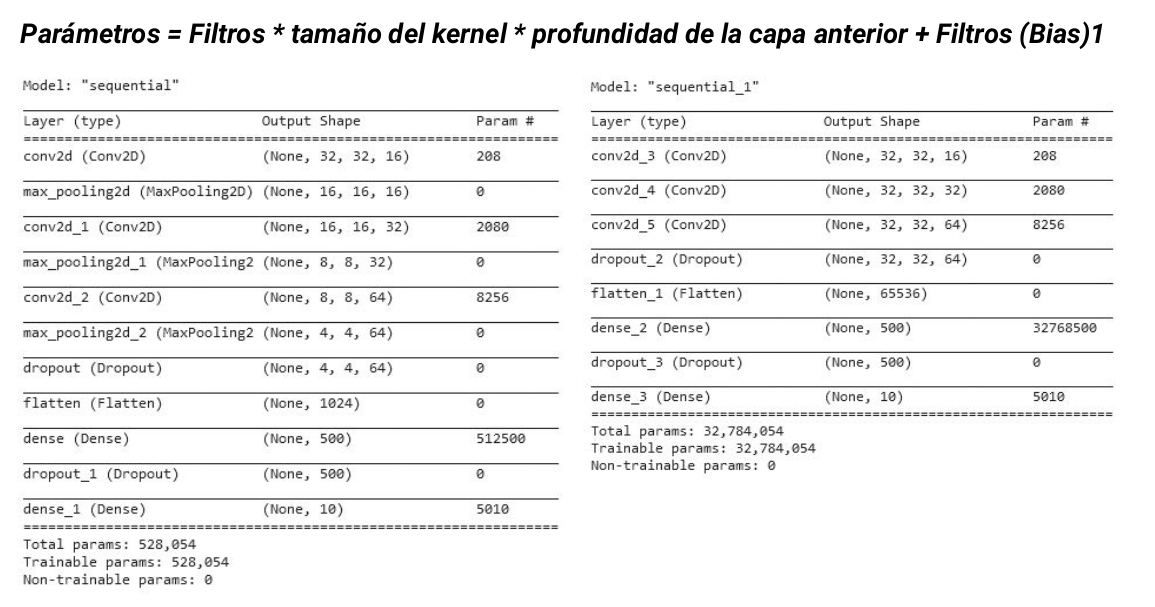 Parámetros = Filtros * tamaño del kernel * profundidad de la capa anterior + Filtros (Bias)1
Model: "sequential"
Layer (type) Output Shape Param #
conv2d (Conv2D) (None, 32, 32, 16) 208
max_pooling2d (MaxPooling2D) (None, 16, 16, 16) 0
conv2d_1 (Conv2D) (None, 16, 16, 32) 2080
max_pooling2d_1 (MaxPooling2 (None, 8, 8, 32) 0
conv2d_2 (Conv2D) (None, 8, 8, 64) 8256
max_pooling2d_2 (MaxPooling2 (None, 4, 4, 64) 0
dropout (Dropout) (None, 4, 4, 64) 0
flatten (Flatten) (None, 1024) 0
dense (Dense) (None, 500) 512500
dropout_1 (Dropout) (None, 500) 0
dense_1 (Dense) (None, 10) 5010
Total params: 528,054
Trainable params: 528,054
Non-trainable params: 0
Model: "sequential_1"
Layer (type) Output Shape Param #
conv2d_3 (Conv2D) (None, 32, 32, 16) 208
conv2d_4 (Conv2D) (None, 32, 32, 32) 2080
conv2d_5 (Conv2D) (None, 32, 32, 64) 8256
dropout_2 (Dropout) (None, 32, 32, 64) 0
flatten_1 (Flatten) (None, 65536) 0
dense_2 (Dense) (None, 500) 32768500
dropout_3 (Dropout) (None, 500) 0
dense_3 (Dense) (None, 10) 5010
Total params: 32,784,054
Trainable params: 32,784,054
Non-trainable params: 0